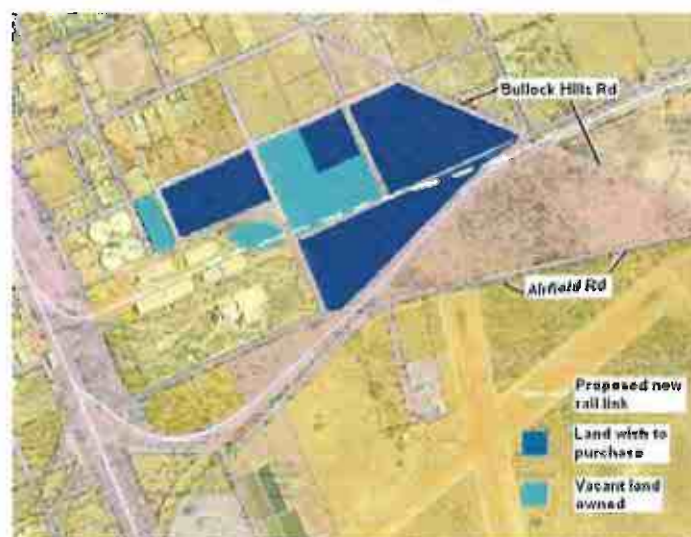 Bullock Hills Rd
Airfield Rd
Proposed new
rail link
Land wish to
purchase
Vacant land
owned